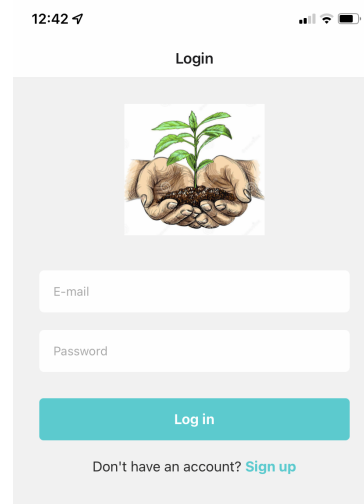 12:42
Login
E-mail
Password
Log in
Don't have an account? Sign up